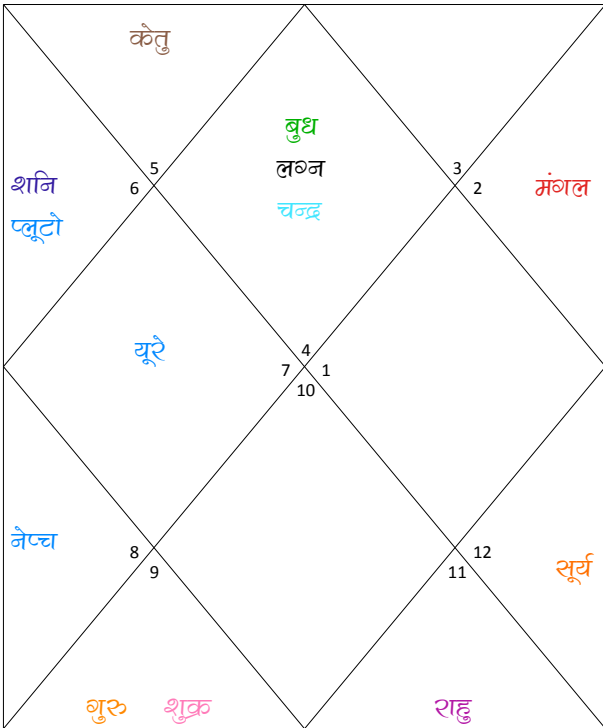 केतु
बुध
लग्न
चन्द्र
5
3
शनि
6
2
मंगल
प्लूटो
यूरे
4
7
1
10
नेप्च
8
12
9
11
सूर्य
गुरु शुक्र
राहु